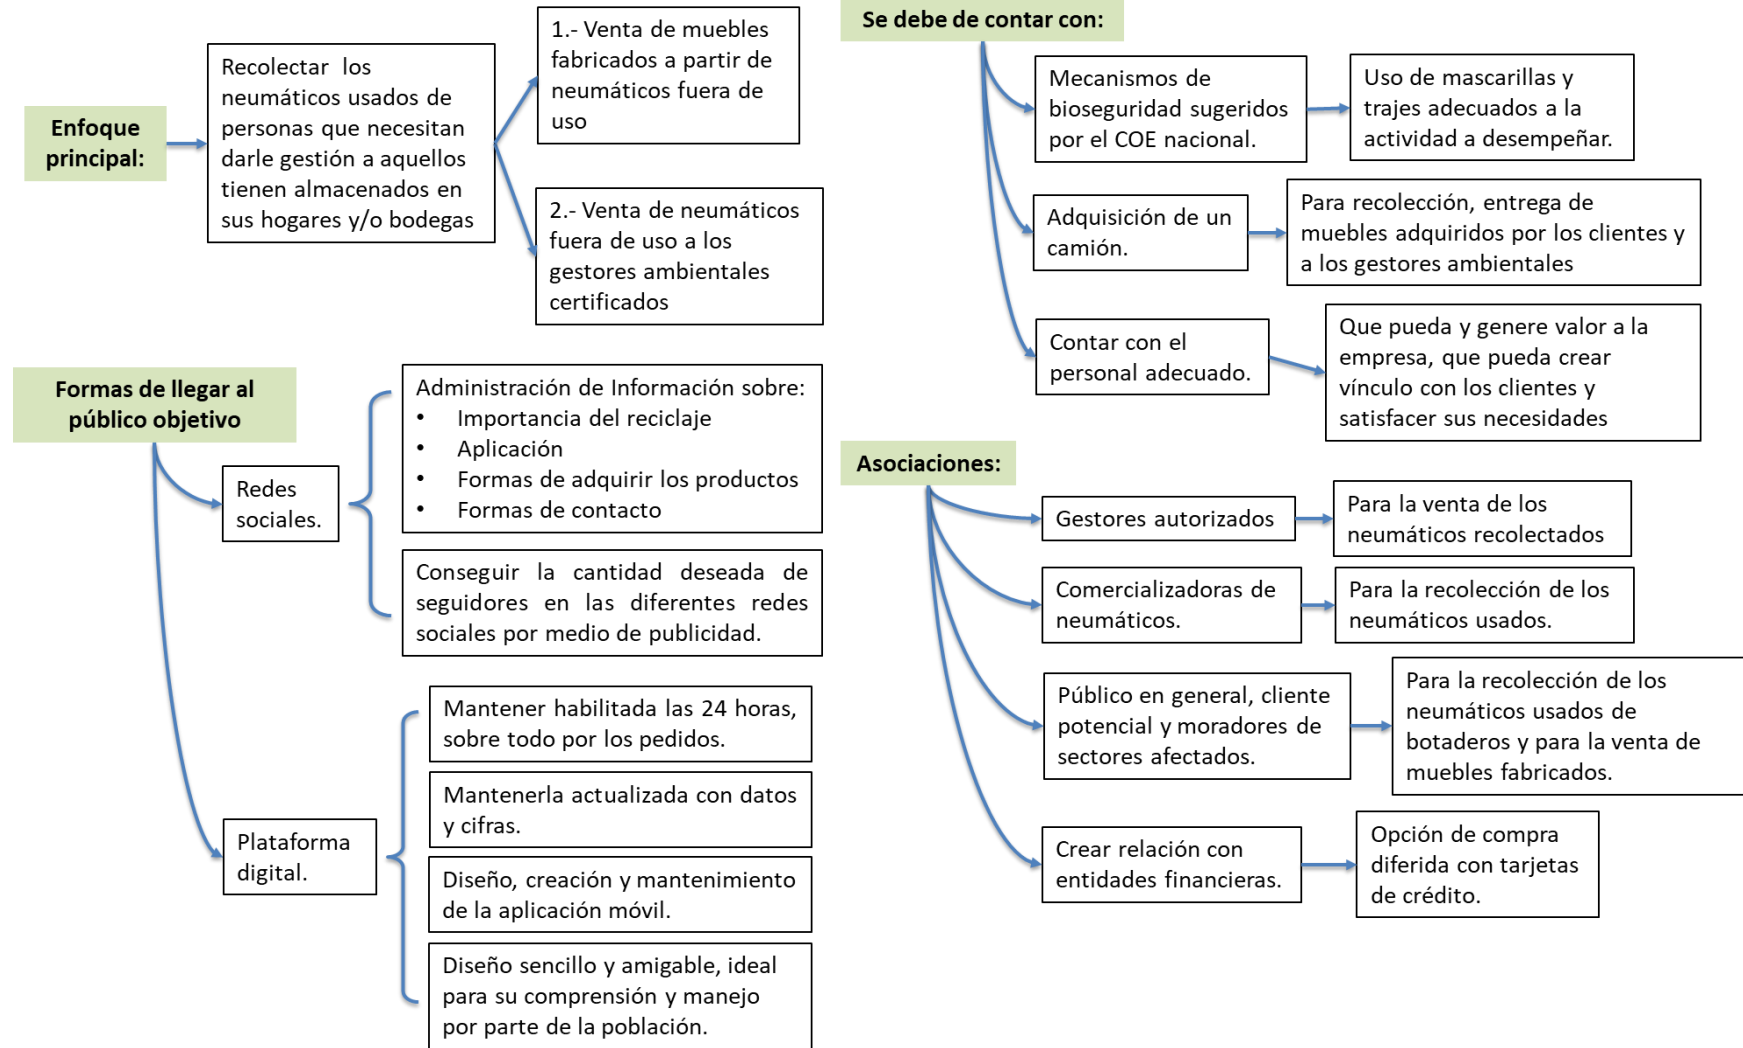 Enfoque
principal:
Recolectar los
neumáticos usados de
personas que necesitan
darle gestión a aquellos
tienen almacenados en
sus hogares y/o bodegas
1.- Venta de muebles
fabricados a partir de
neumáticos fuera de
uso
2.- Venta de neumáticos
fuera de uso a los
gestores ambientales
certificados
Formas de llegar al
público objetivo
Redes
sociales.
Administración de Información sobre:
• Importancia del reciclaje
• Aplicación
• Formas de adquirir los productos
• Formas de contacto
Conseguir la cantidad deseada de
seguidores en las diferentes redes
sociales por medio de publicidad.
Plataforma
digital.
Mantener habilitada las 24 horas,
sobre todo por los pedidos.
Mantenerla actualizada con datos
y cifras.
Diseño, creación y mantenimiento
de la aplicación móvil.
Diseño sencillo y amigable, ideal
para su comprensión y manejo
por parte de la población.
Se debe de contar con:
Mecanismos de
bioseguridad sugeridos
por el COE nacional.
Uso de mascarillas y
trajes adecuados a la
actividad a desempeñar.
Adquisición de un
camión.
Para recolección, entrega de
muebles adquiridos por los clientes y
a los gestores ambientales
Contar con el
personal adecuado.
Que pueda y genere valor a la
empresa, que pueda crear
vínculo con los clientes y
satisfacer sus necesidades
Asociaciones:
Gestores autorizados
Para la venta de los
neumáticos recolectados
Comercializadoras de
neumáticos.
Para la recolección de los
neumáticos usados.
Público en general, cliente
potencial y moradores de
sectores afectados.
Para la recolección de los
neumáticos usados de
botaderos y para la venta de
muebles fabricados.
Crear relación con
entidades financieras.
Opción de compra
diferida con tarjetas
de crédito.